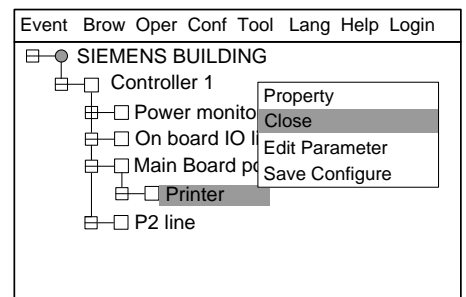 Event Brow Oper Conf Tool Lang Help Login
SIEMENS BUILDING
Controller 1
Power monito
On board IO li
Main Board po
Printer
P2 line
Property
Close
Edit Parameter
Save Configure